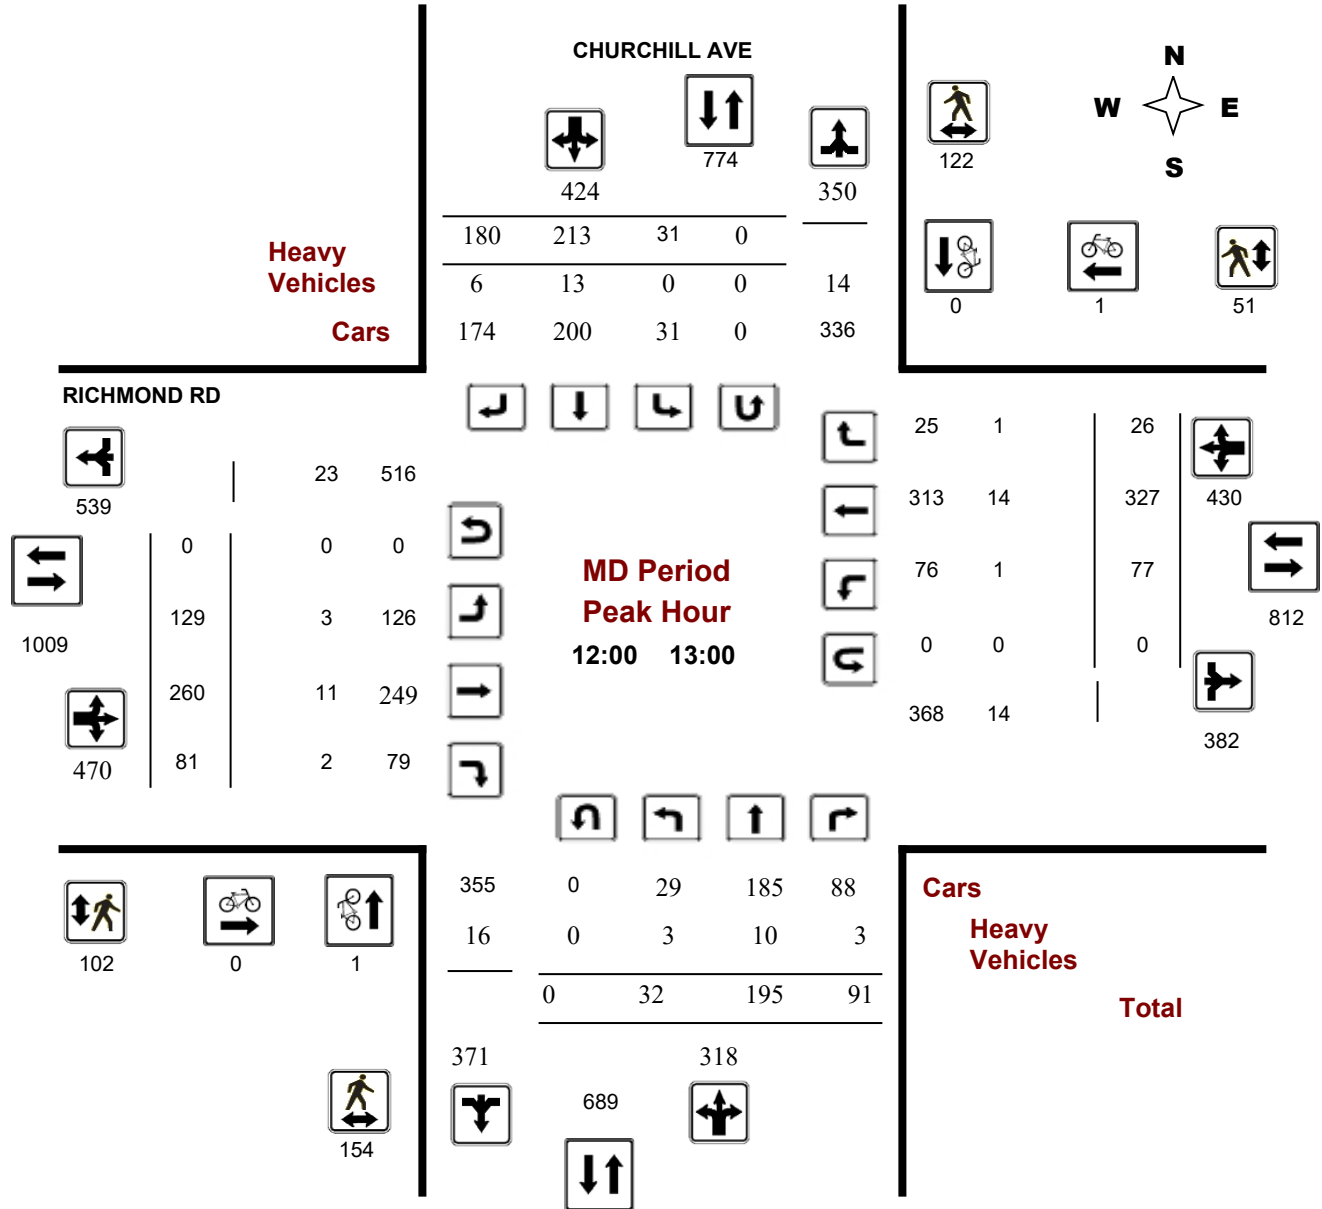 CHURCHILL AVE
N
W E
S
774
122
424
350
180 213 31 0
Heavy
Vehicles
6 13 0 0 14
0 1 51
Cars
174 200 31 0 336
RICHMOND RD
25 1 26
23 516
539
313 14 327 430
0 0 0
MD Period
76 1 77
Peak Hour
129 3 126
812
1009
12:00 13:00
0 0 0
260 11 249
368 14
382
470 81 2 79
355 0 29 185 88
Cars
16 0 3 10 3
Heavy
Vehicles
102 0 1
0 32 195 91
Total
371 318
689
154